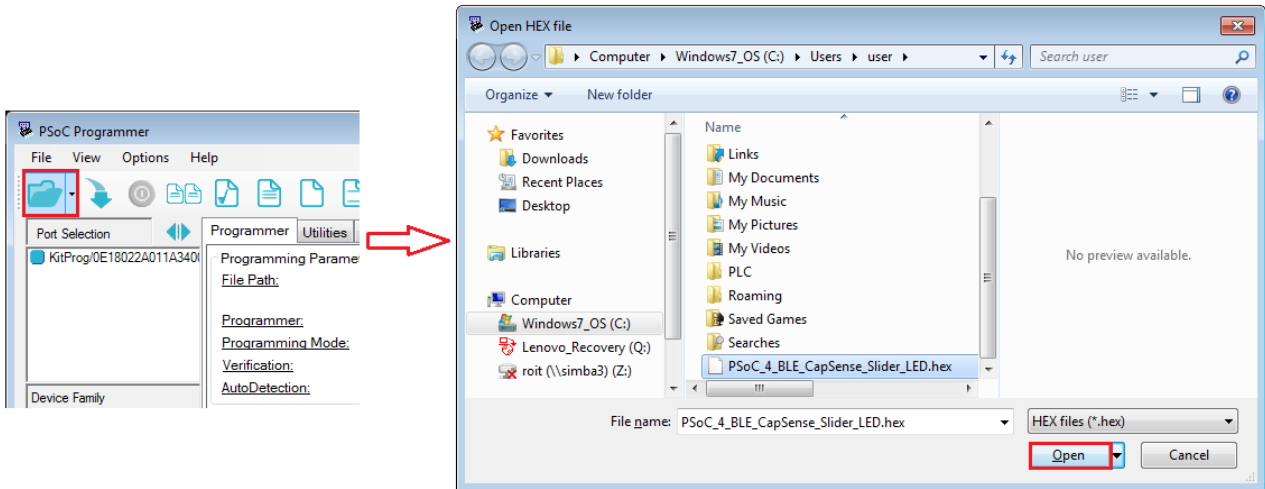 PSoC Programmer
File View Options Help
Port Selection
Programmer Utilities
KitProg/0E18022A011A340
Programming Parame
File Path:
Programmer:
Programming Mode:
Verification:
AutoDetection:
Device Family
Open HEX file
Computer Windows7_OS (C:) Users user
Search user
Organize New folder
Favorites
Downloads
Recent Places
Desktop
Libraries
Computer
Windows7_OS (C:)
Lenovo_Recovery (Q:)
roit (\\simba3) (Z:)
Name
Links
My Documents
My Music
My Pictures
My Videos
PLC
Roaming
Saved Games
Searches
PSoC_4_BLE_CapSense_Slider_LED.hex
No preview available.
File name: PSoC_4_BLE_CapSense_Slider_LED.hex
HEX files (*.hex)
Open Cancel